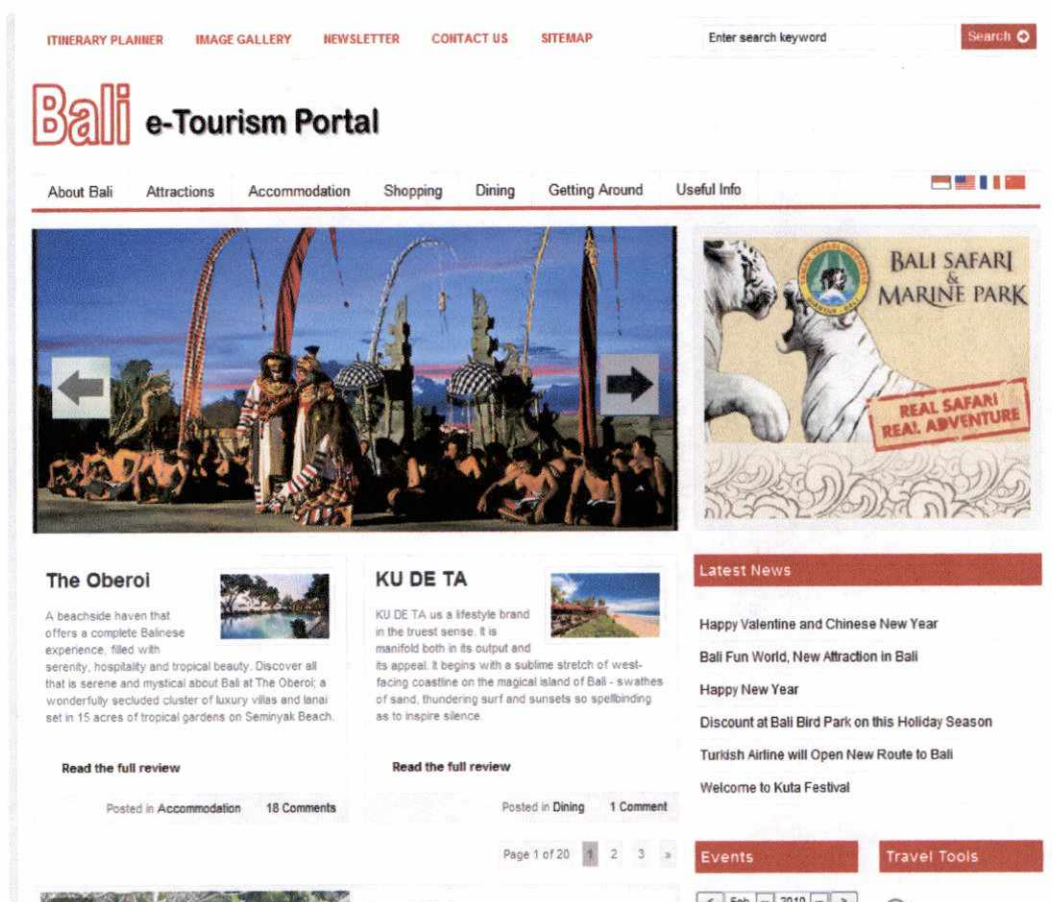 ITINERARY PLANNER IMAGE GALLERY NEWSLETTER CONTACT US SITEMAP
Enter search keyword Search
Bali e-Tourism Portal
About Bali Attractions Accommodation Shopping Dining Getting Around Useful Info
BALI SAFARI
&
MARINE PARK
REAL SAFARI
REAL ADVENTURE
The Oberoi
A beachside haven that
offers a complete Balinese
experience, filled with
serenity, hospitality and tropical beauty. Discover all
that is serene and mystical about Bali at The Oberoi; a
wonderfully secluded cluster of luxury villas and lanai
set in 15 acres of tropical gardens on Seminyak Beach.
Read the full review
Posted in Accommodation 18 Comments
KU DE TA
KU DE TA us a lifestyle brand
in the truest sense. It is
manifold both in its output and
its appeal. It begins with a sublime stretch of west-
facing coastline on the magical island of Bali - swathes
of sand, thundering surf and sunsets so spellbinding
as to inspire silence.
Read the full review
Posted in Dining 1 Comment
Page 1 of 20 1 2 3 »
Latest News
Happy Valentine and Chinese New Year
Bali Fun World, New Attraction in Bali
Happy New Year
Discount at Bali Bird Park on this Holiday Season
Turkish Airline will Open New Route to Bali
Welcome to Kuta Festival
Events
Travel Tools
< Feb 2010 >